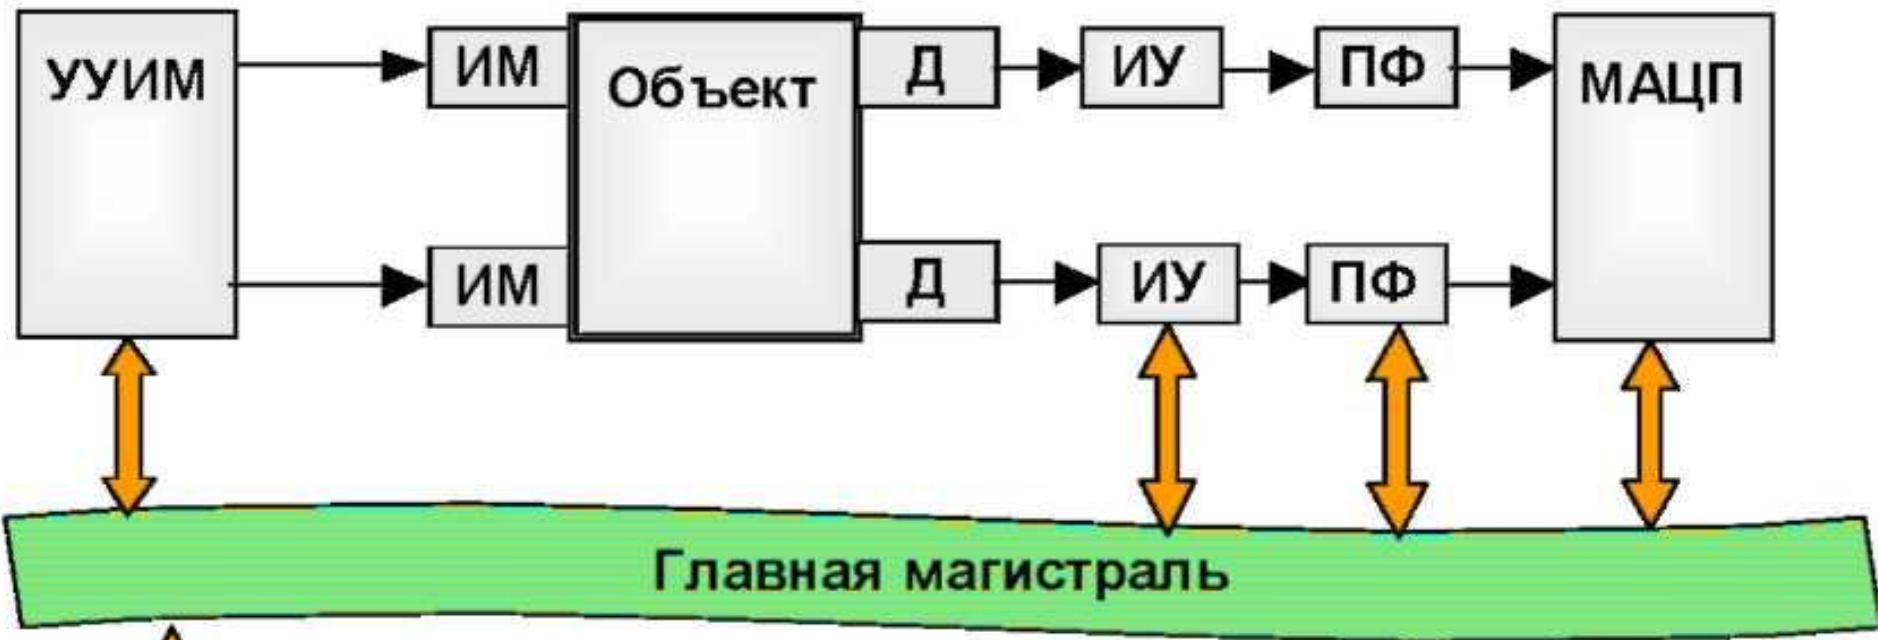 УУИМ
ИМ
Объект
Д
ИУ
ПФ
МАЦП
ИМ
Д
ИУ
ПФ
Главная магистраль